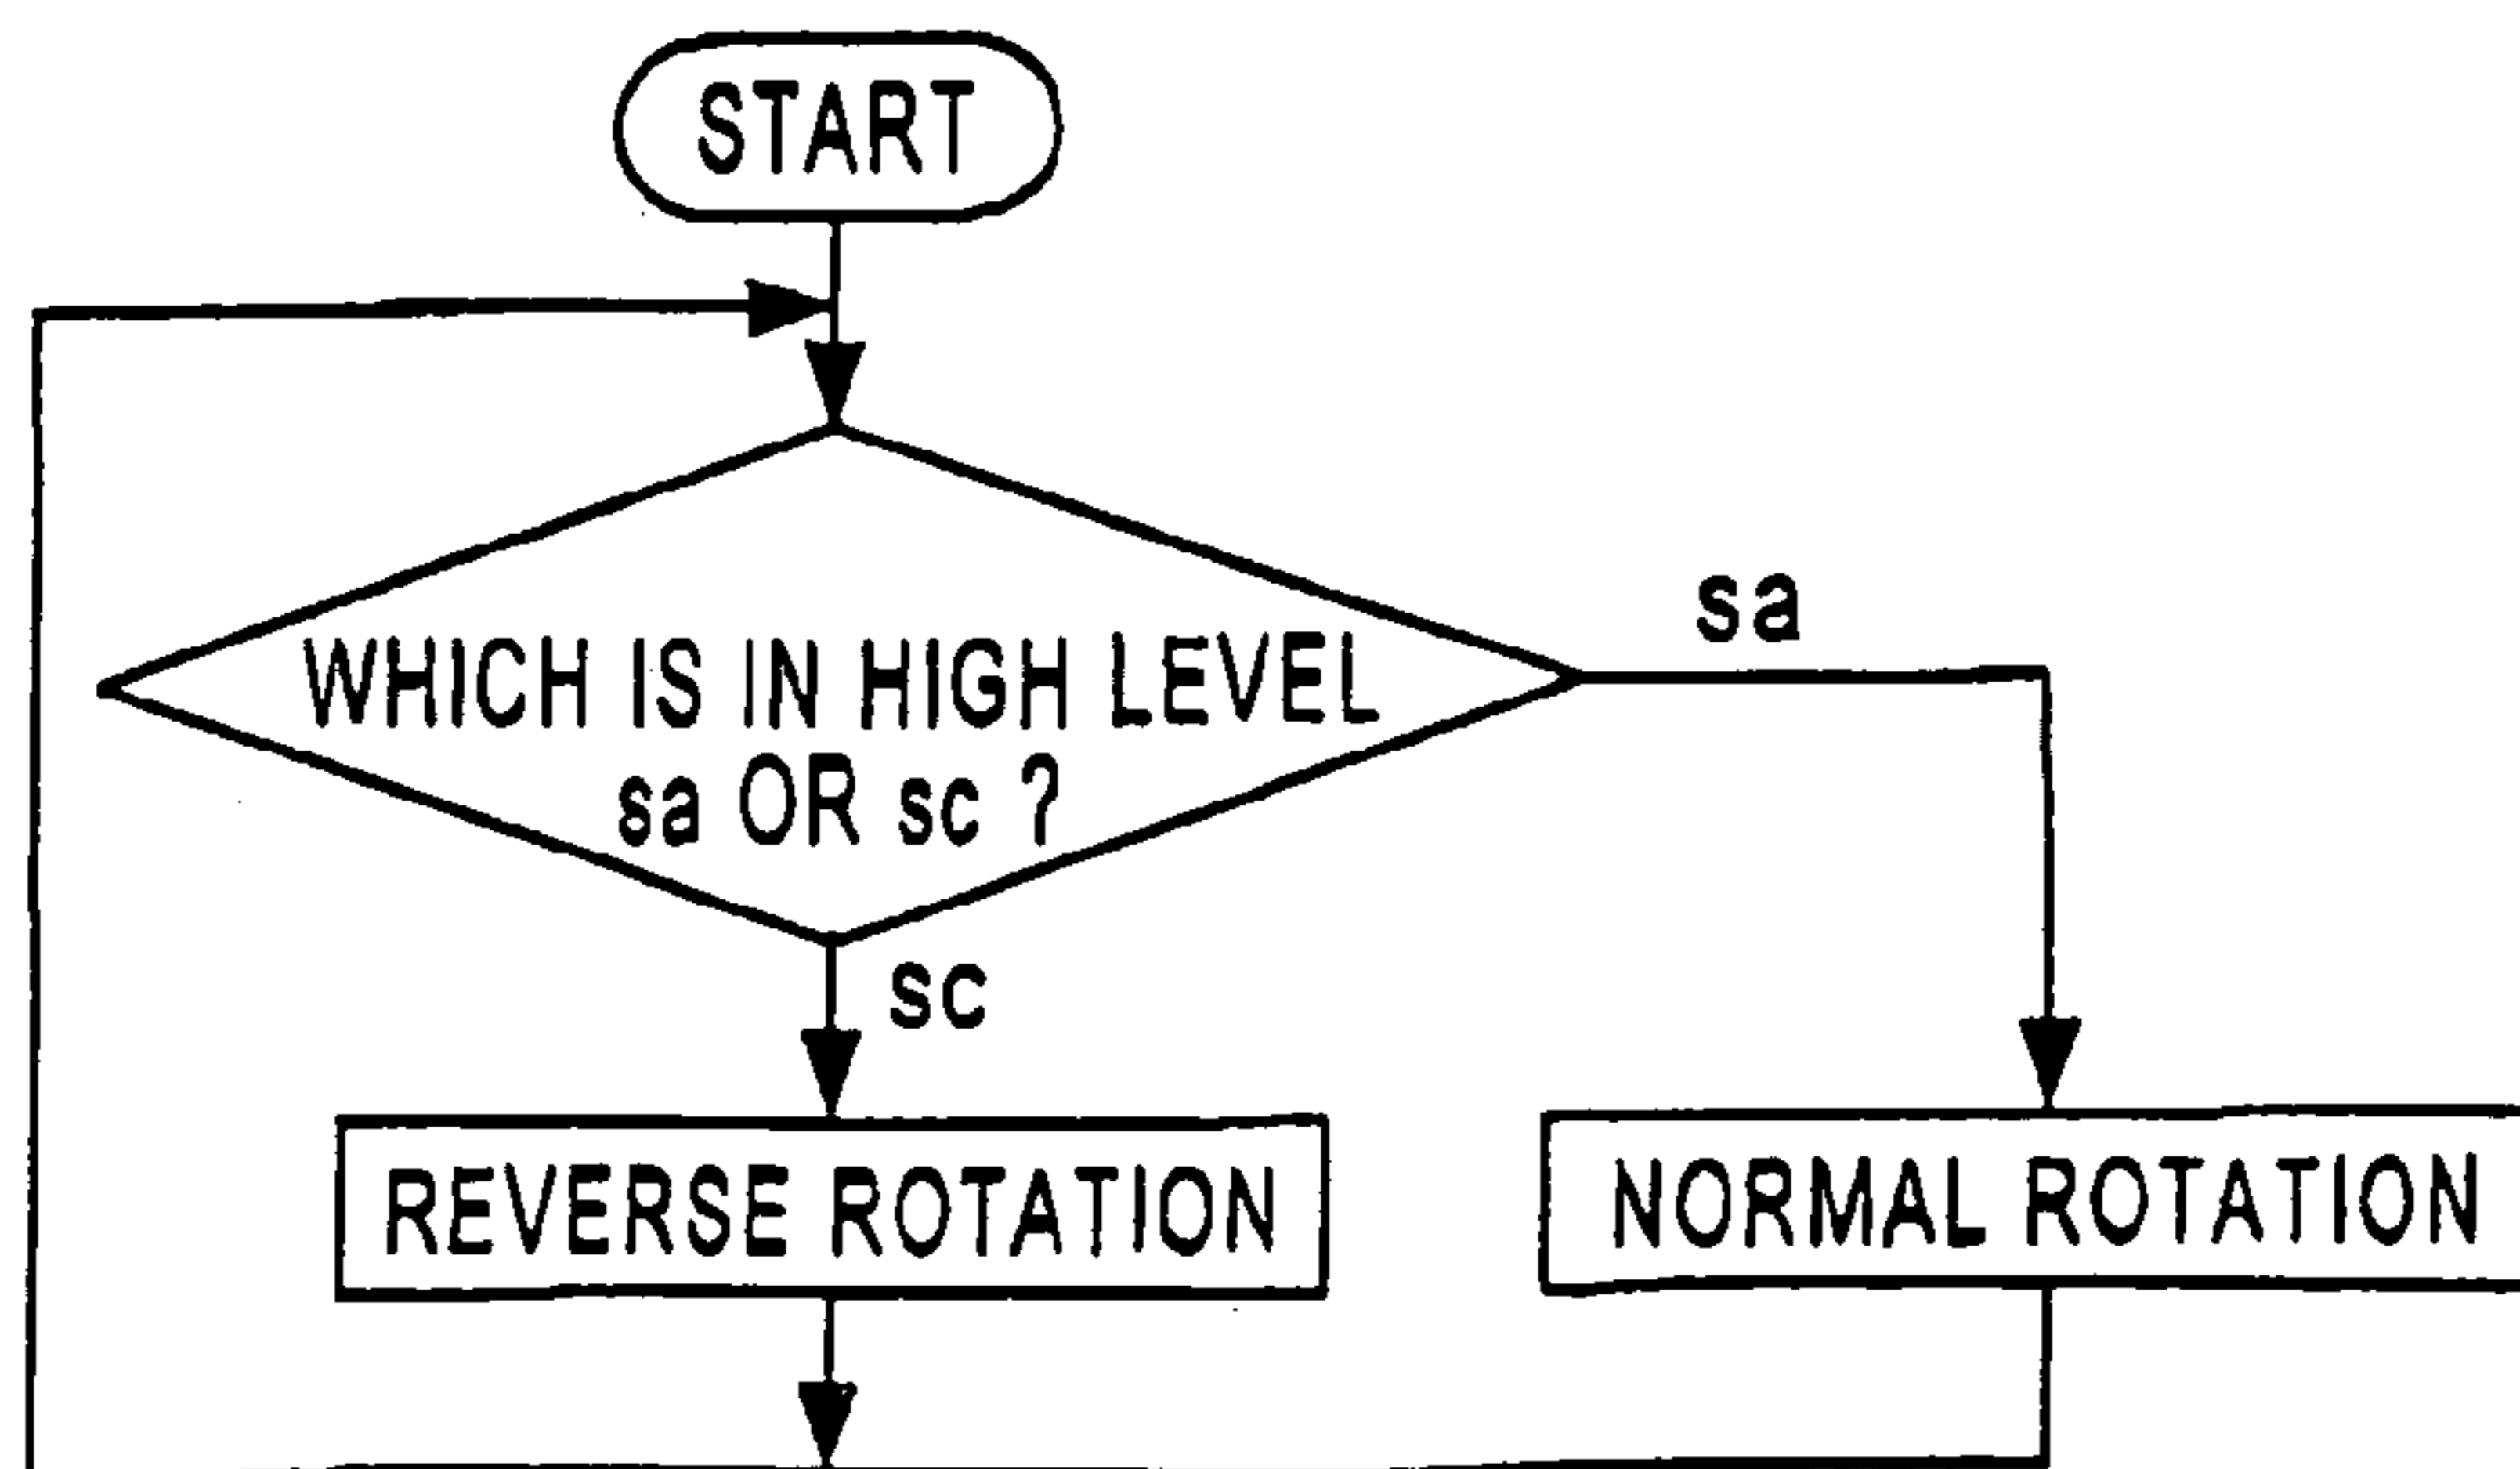 START
sa
WHICH IS IN HIGH LEVEL
sa OR sc ?
sc
REVERSE ROTATION
NORMAL ROTATION